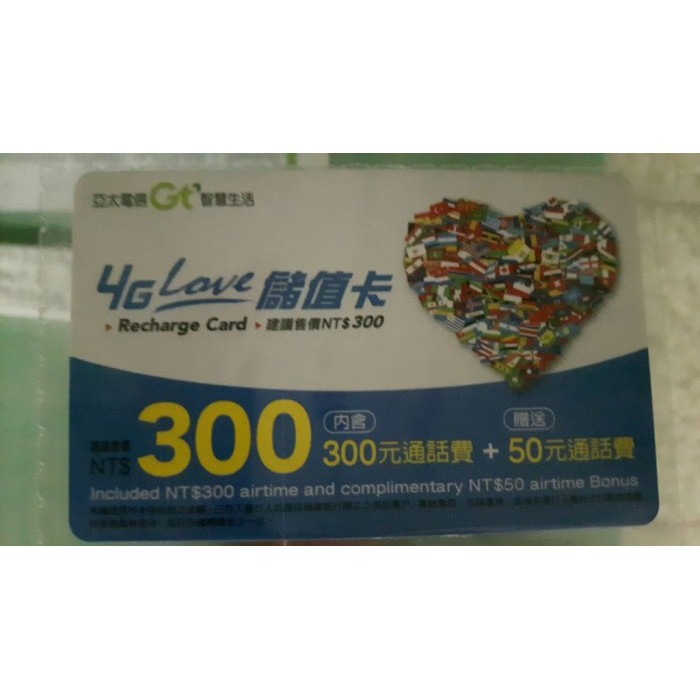 亞太電信 Gt 智慧生活
4G Love 儲值卡
Recharge Card 建議售價NT$300
建議售價
NT$ 300
內含
300元通話費 + 
贈送
50元通話費
Included NT$300 airtime and complimentary NT$50 airtime Bonus